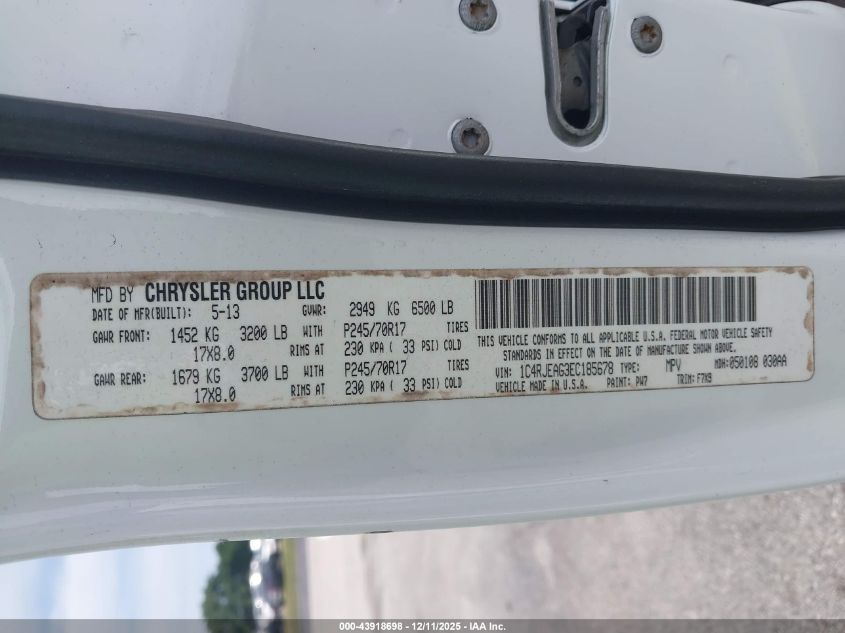 MFD BY CHRYSLER GROUP LLC
DATE OF MFR(BUILT): 5-13 GVWR: 2949 KG 6500 LB
GAWR FRONT: 1452 KG 3200 LB WITH P245/70R17 TIRES
17X8.0 RIMS AT 230 KPA ( 33 PSI) COLD
GAWR REAR: 1679 KG 3700 LB WITH P245/70R17 TIRES
17X8.0 RIMS AT 230 KPA ( 33 PSI) COLD
THIS VEHICLE CONFORMS TO ALL APPLICABLE U.S.A. FEDERAL MOTOR VEHICLE SAFETY
STANDARDS IN EFFECT ON THE DATE OF MANUFACTURE SHOWN ABOVE.
VIN: 1C4RJEAG3EC185678 TYPE: MPV MDH: 050108 030AA
VEHICLE MADE IN U.S.A. PAINT: PW7 TRIM: F7X9
000-43918698 - 12/11/2025 - IAA Inc.